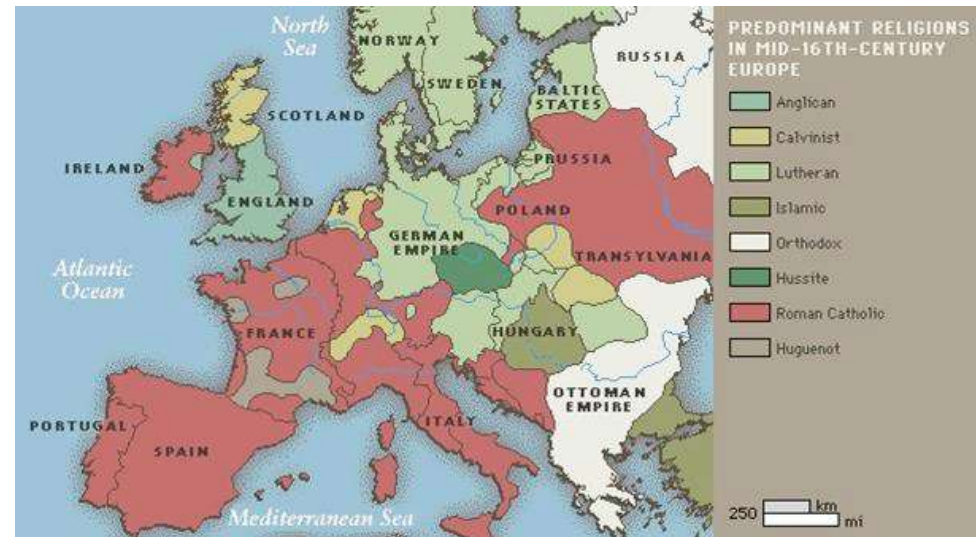 North
Sea
NORWAY
SWEDEN
RUSSIA
BALTIC
STATES
SCOTLAND
IRELAND
PRUSSIA
ENGLAND
POLAND
GERMAN
EMPIRE
TRANSYLVANIA
Atlantic
Ocean
FRANCE
HUNGARY
OTTOMAN
EMPIRE
PORTUGAL
ITALY
SPAIN
Mediterranean Sea
PREDOMINANT RELIGIONS
IN MID-16TH-CENTURY
EUROPE
Anglican
Calvinist
Lutheran
Islamic
Orthodox
Hussite
Roman Catholic
Huguenot
250 km
mi